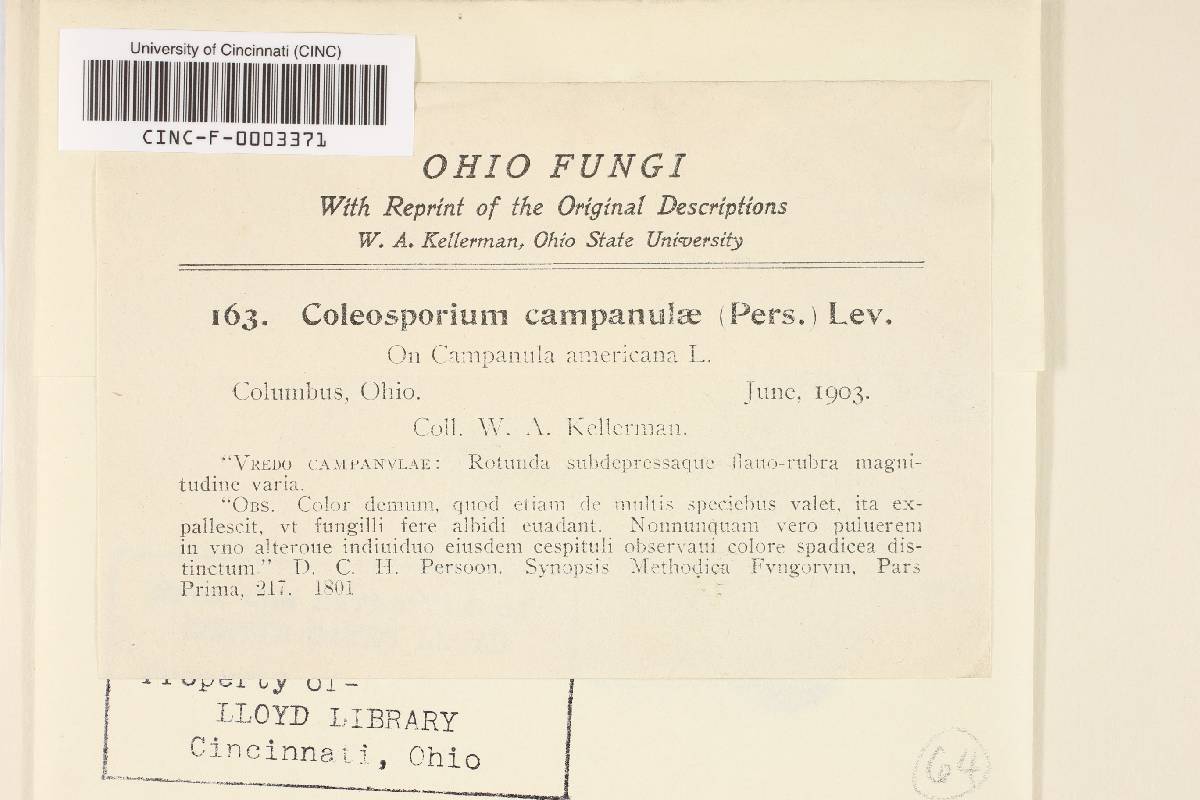 University of Cincinnati (CINC)
CINC-F-0003371
OHIO FUNGI
With Reprint of the Original Descriptions
W. A. Kellerman, Ohio State University
163. Coleosporium campanulæ (Pers.) Lev.
On Campanula americana L.
Columbus, Ohio. June, 1903.
Coll. W. A. Kellerman.
"VREDO CAMPANVLAE: Rotunda subdepressaque flauo-rubra magni-
tudine varia.
"OBS. Color demum, quod etiam de multis speciebus valet, ita ex-
pallescit, vt fungilli fere albidi euadant. Nonnunquam vero puluerem
in vno alteroue indiuiduo eiusdem cespituli observaui colore spadicea dis-
tinctum." D. C. H. Persoon. Synopsis Methodica Fvngorvm, Pars
Prima, 217. 1801
Property of-
LLOYD LIBRARY
Cincinnati, Ohio
64